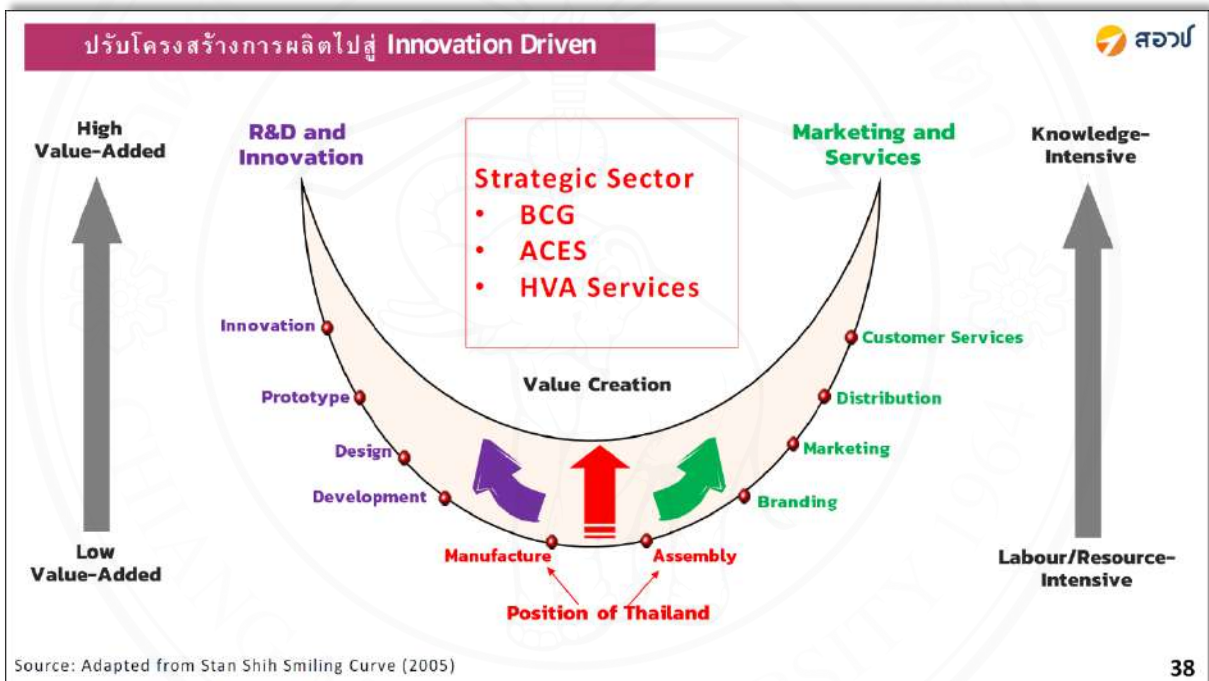 ปรับโครงสร้างการผลิตไปสู่ Innovation Driven
สอวช
High
Value-Added
R&D and
Innovation
Strategic Sector
• BCG
• ACES
• HVA Services
Marketing and
Services
Knowledge-
Intensive
Innovation
Prototype
Design
Development
Value Creation
Customer Services
Distribution
Marketing
Branding
Manufacture
Assembly
Position of Thailand
Low
Value-Added
Labour/Resource-
Intensive
Source: Adapted from Stan Shih Smiling Curve (2005)
38